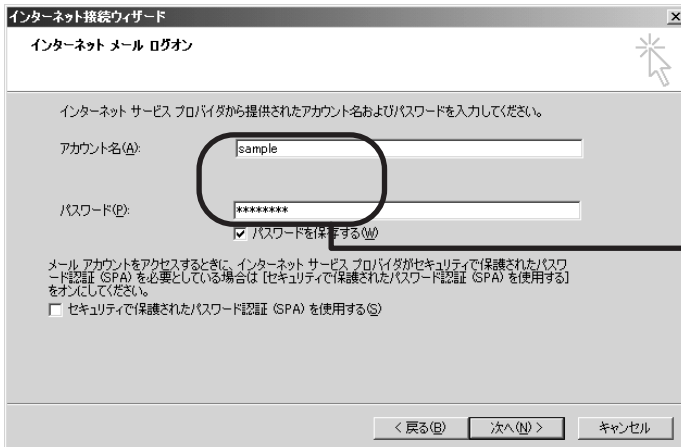 インターネット接続ウィザード
インターネット メール ログオン
インターネット サービス プロバイダから提供されたアカウント名およびパスワードを入力してください。
アカウント名(A):
sample
パスワード(P):
********
パスワードを保存する(W)
メール アカウントをアクセスするときに、インターネット サービス プロバイダがセキュリティで保護されたパスワ
ード認証 (SPA) を必要としている場合は [セキュリティで保護されたパスワード認証 (SPA) を使用する]
をオンにしてください。
セキュリティで保護されたパスワード認証 (SPA) を使用する(S)
< 戻る(B)
次へ(N) >
キャンセル